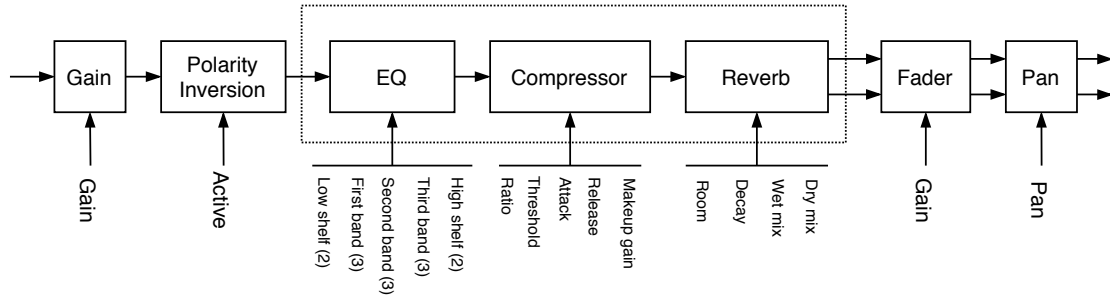 Gain
Polarity
Inversion
EQ
Compressor
Reverb
Fader
Pan
Gain
Active
Low shelf (2)
First band (3)
Second band (3)
Third band (3)
High shelf (2)
Ratio
Threshold
Attack
Release
Makeup gain
Room
Decay
Wet mix
Dry mix
Gain
Pan